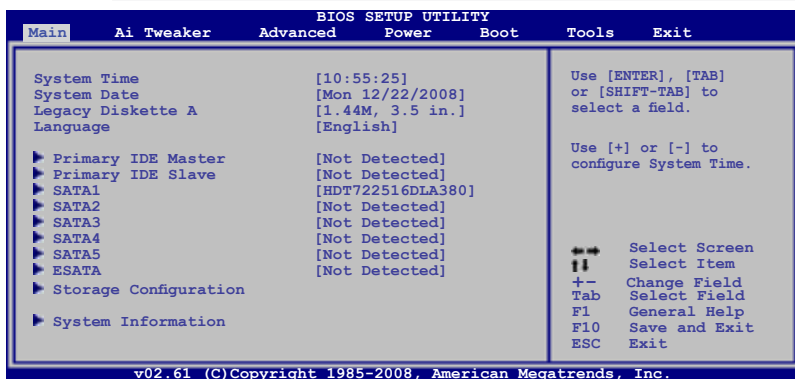 BIOS SETUP UTILITY
Main Ai Tweaker Advanced Power Boot Tools Exit
System Time [10:55:25]
System Date [Mon 12/22/2008]
Legacy Diskette A [1.44M, 3.5 in.]
Language [English]
Primary IDE Master [Not Detected]
Primary IDE Slave [Not Detected]
SATA1 [HDT722516DLA380]
SATA2 [Not Detected]
SATA3 [Not Detected]
SATA4 [Not Detected]
SATA5 [Not Detected]
ESATA [Not Detected]
Storage Configuration
System Information
Use [ENTER], [TAB]
or [SHIFT-TAB] to
select a field.
Use [+] or [-] to
configure System Time.
Select Screen
Select Item
+- Change Field
Tab Select Field
F1 General Help
F10 Save and Exit
ESC Exit
v02.61 (C)Copyright 1985-2008, American Megatrends, Inc.